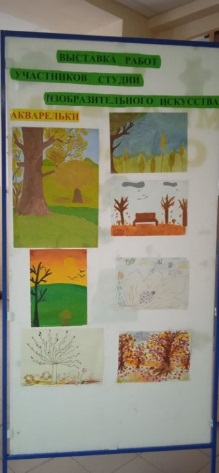 ВЫСТАВКА РАБОТ
УЧАСТНИКОВ СТУДИИ
ИЗОБРАЗИТЕЛЬНОГО ИСКУССТВА
АКВАРЕЛЬКИ